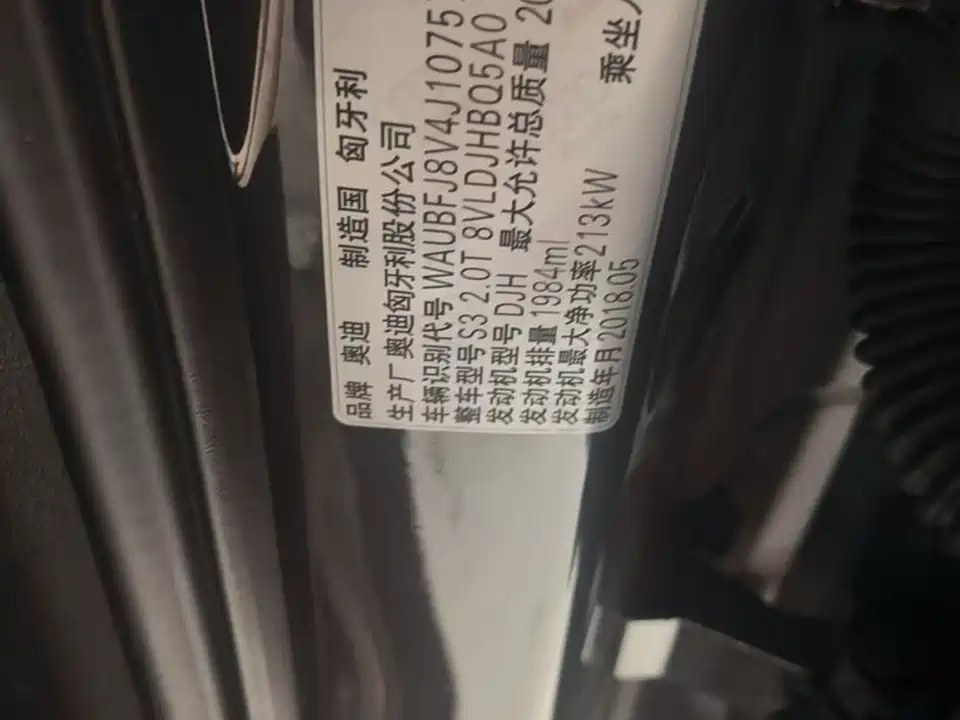 品牌 奥迪 制造国 匈牙利
生产厂 奥迪匈牙利股份公司
车辆识别代号 WAUBFJ8V4J1075
整车型号 S3 2.0T 8VLDJHBQ5A0
发动机型号 DJH 最大允许总质量 20
发动机排量 1984ml 乘坐人
发动机最大净功率 213kW
制造年月 2018.05